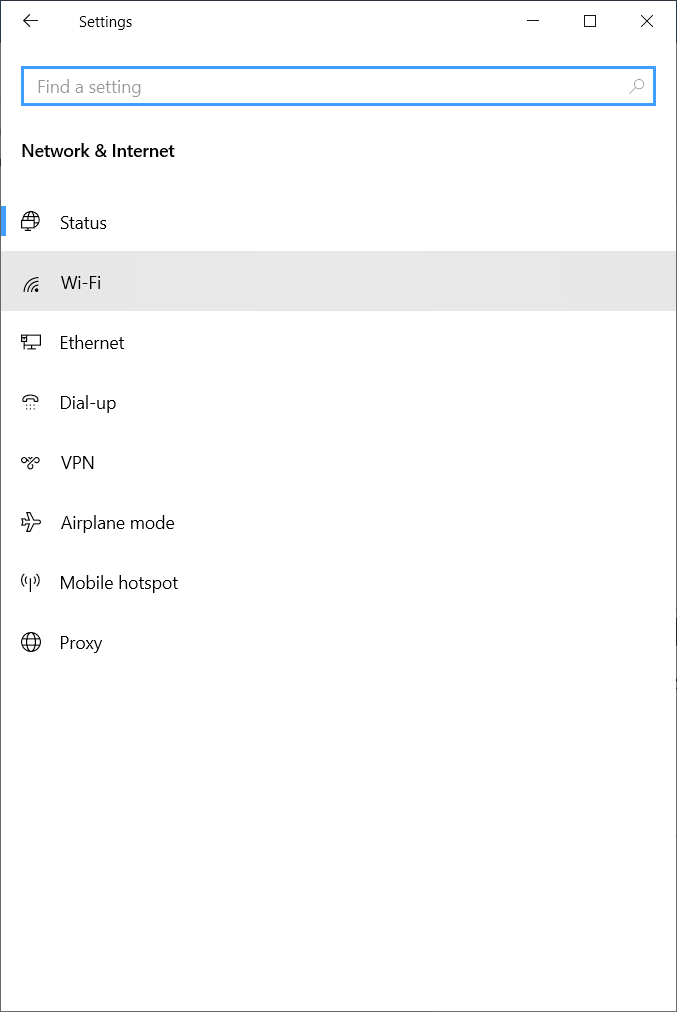 Settings
Find a setting
Network & Internet
Status
Wi-Fi
Ethernet
Dial-up
VPN
Airplane mode
Mobile hotspot
Proxy